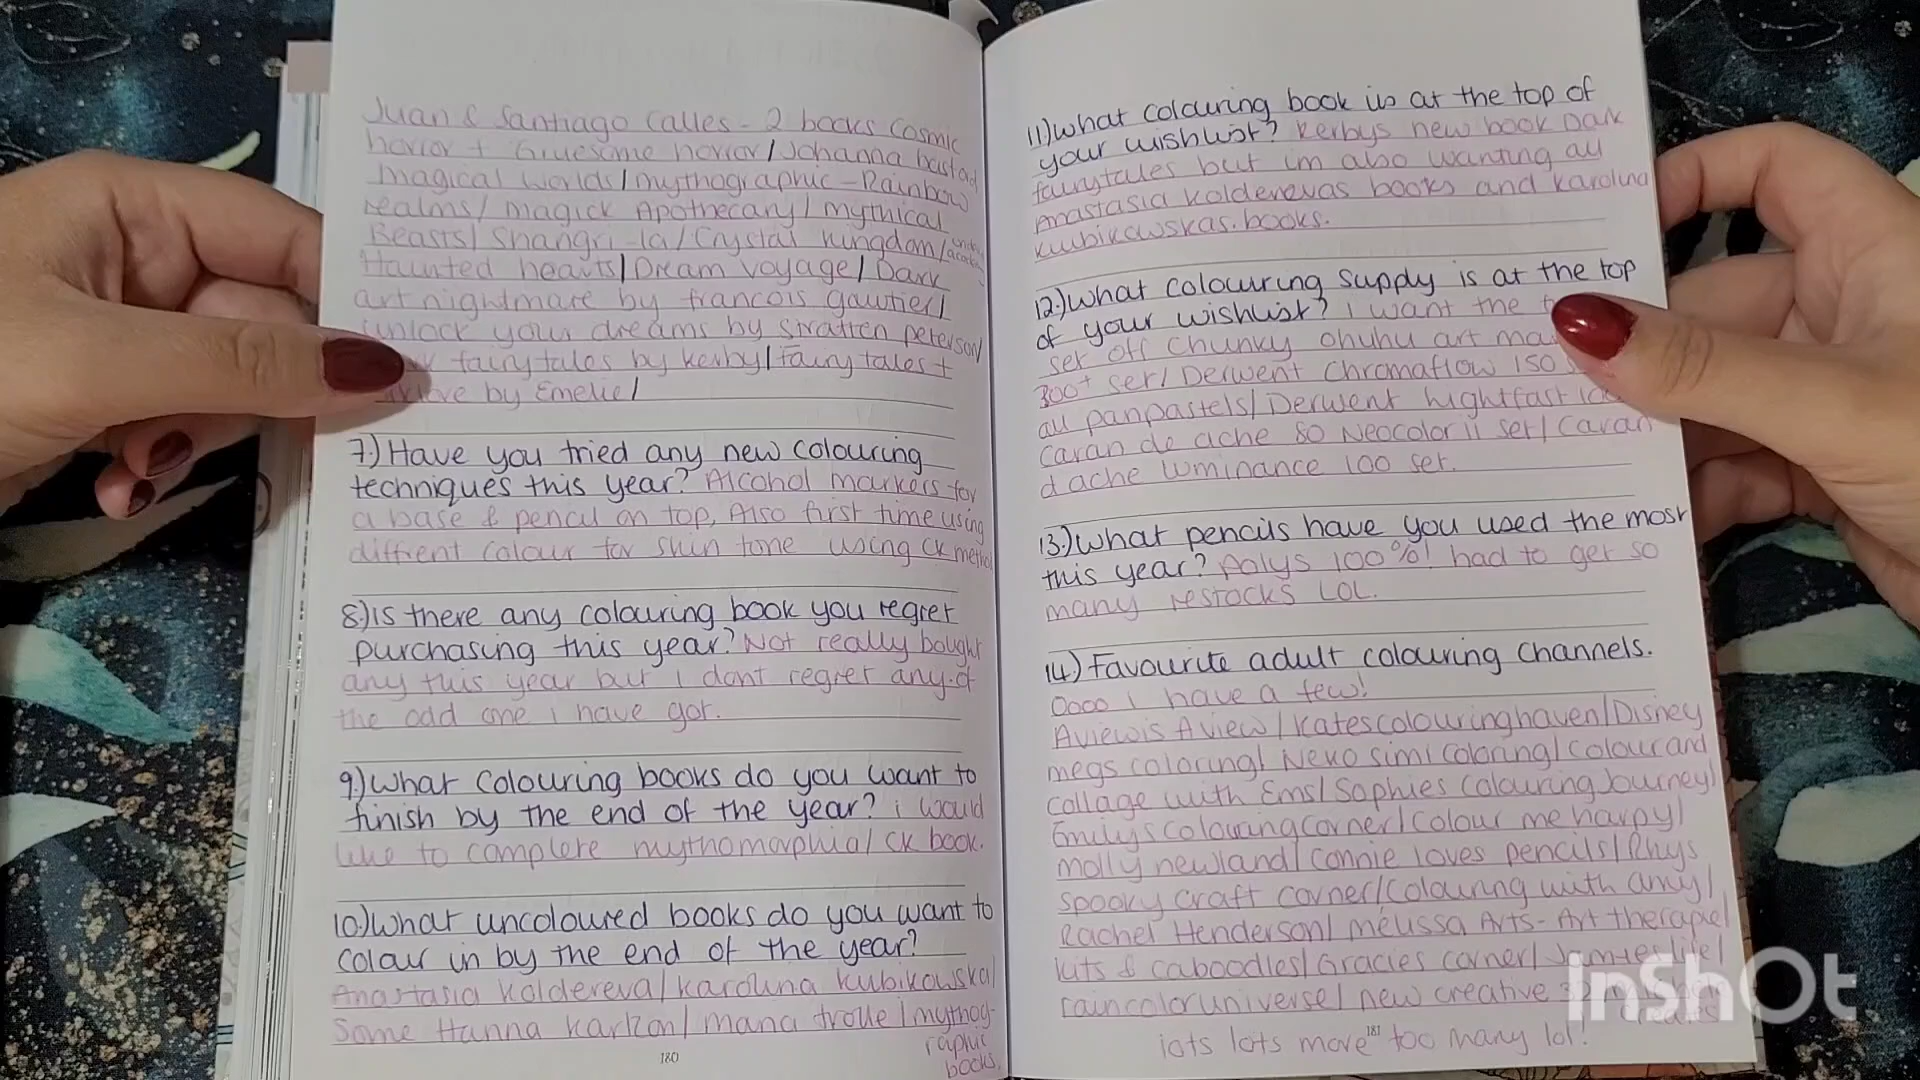 Juan & Santiago Calles - 2 books Cosmic
horror + Gruesome horror/Johanna basford
magical worlds/mythographic - Rainbow
realms/ magick Apothecary/ mythical
Beasts/ Shangri-la/ Crystal kingdom/
Haunted hearts/Dream voyage/ Dark
art nightmare by francois gautier/
unlock your dreams by stratten peterson/
fairytales by kerby/ Fairytales +
by Emelie/
7.) Have you tried any new colouring
techniques this year? Alcohol markers for
a base & pencil on top, Also first time using
diffrent colour for skin tone using CK method
8.) Is there any colouring book you regret
purchasing this year? Not really bought
any this year but i dont regret any of
the odd one i have got.
9.) What colouring books do you want to
finish by the end of the year? i would
like to complete mythomorphia/ CK book.
10.) What uncoloured books do you want to
colour in by the end of the year?
Anastasia Koldereva/ Karolina Kubikowska/
Some Hanna Karlzon/ mana trolle/ mythog-
raphic
books.
180
11) What colouring book is at the top of
your wishlist? Kerbys new book Dark
fairytales but im also wanting all
Anastasia Kolderevas books and Karolina
Kubikowskas.books.
12.) What colouring supply is at the top
of your wishlist? I want the
set off chunky ohuhu art
300+ set/ Derwent Chromaflow 150
all panpastels/ Derwent lightfast
Caran de ache 80 Neocolor ii set/ Caran
d ache luminance 100 set.
13.) What pencils have you used the most
this year? Polys 100%! had to get so
many restocks LOL.
14.) Favourite adult colouring channels.
Oooo I have a few!
Aviewis Aview/ Katescolouringhaven/Disney
megs coloring/ Neko simi coloring/ colour and
collage with Ems/ Sophies Colouring Journey/
Emilys Colouring Corner/ Colour me harpy/
molly newland/ Connie loves pencils/ Rhys
spooky craft corner/Colouring with amy/
Rachel Henderson/ mélissa Arts- Art therapie/
kits & caboodles/ Gracies corner/ Jamies life/
raincoloruniverse/ new creative
lots lots more too many lol!
181
InShOt